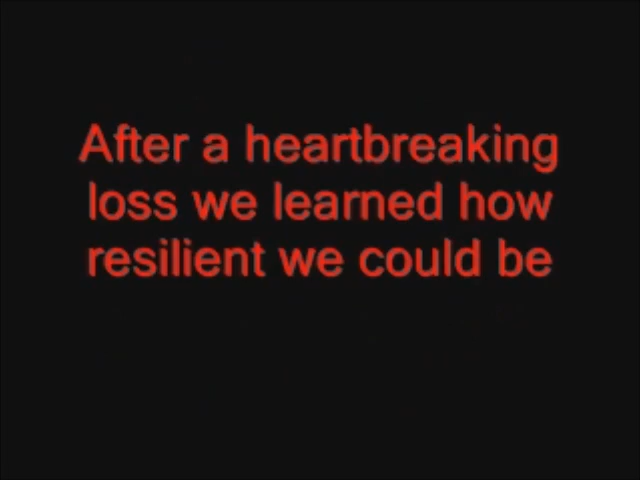 After a heartbreaking
loss we learned how
resilient we could be